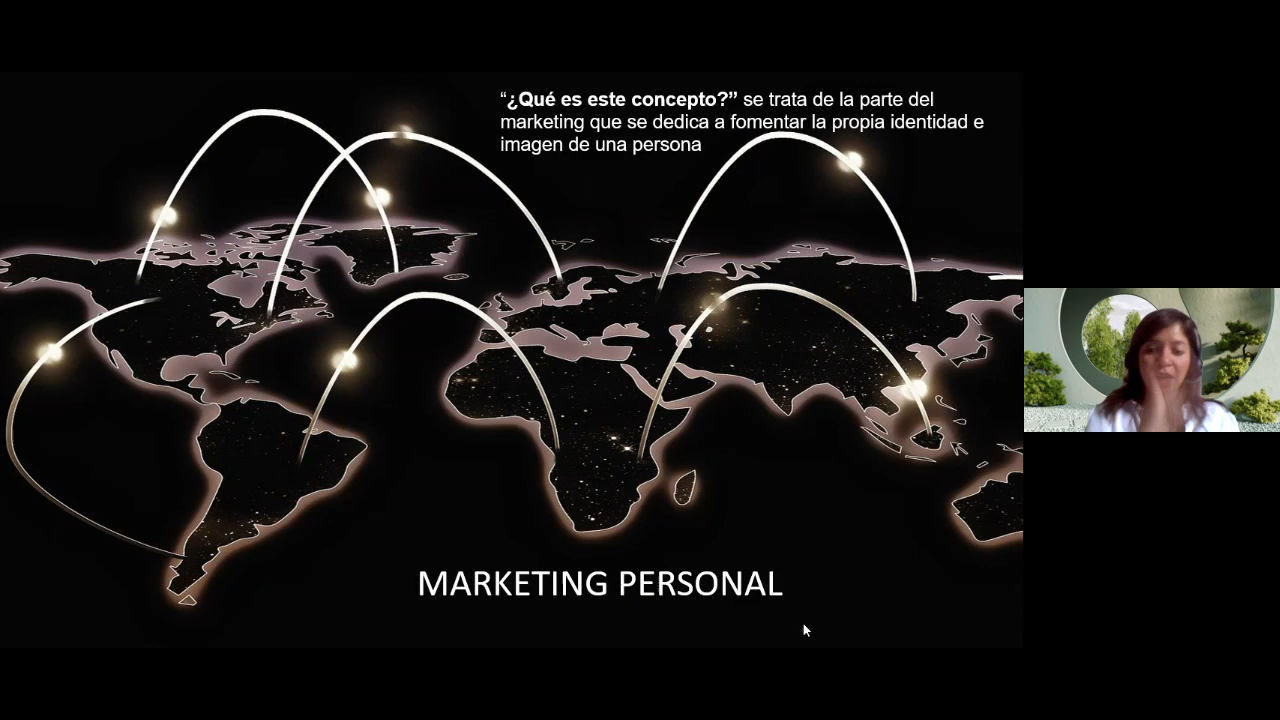 “¿Qué es este concepto?” se trata de la parte del
marketing que se dedica a fomentar la propia identidad e
imagen de una persona
MARKETING PERSONAL